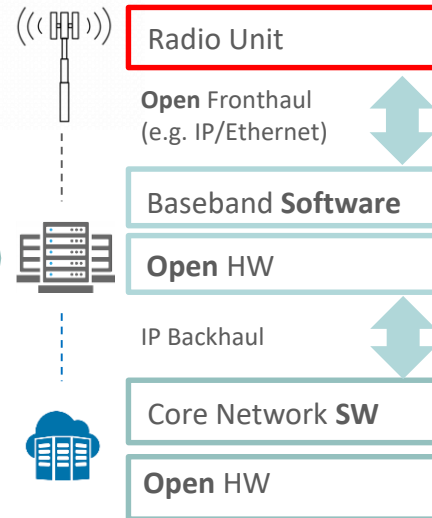 Radio Unit
Open Fronthaul
(e.g. IP/Ethernet)
Baseband Software
Open HW
IP Backhaul
Core Network SW
Open HW